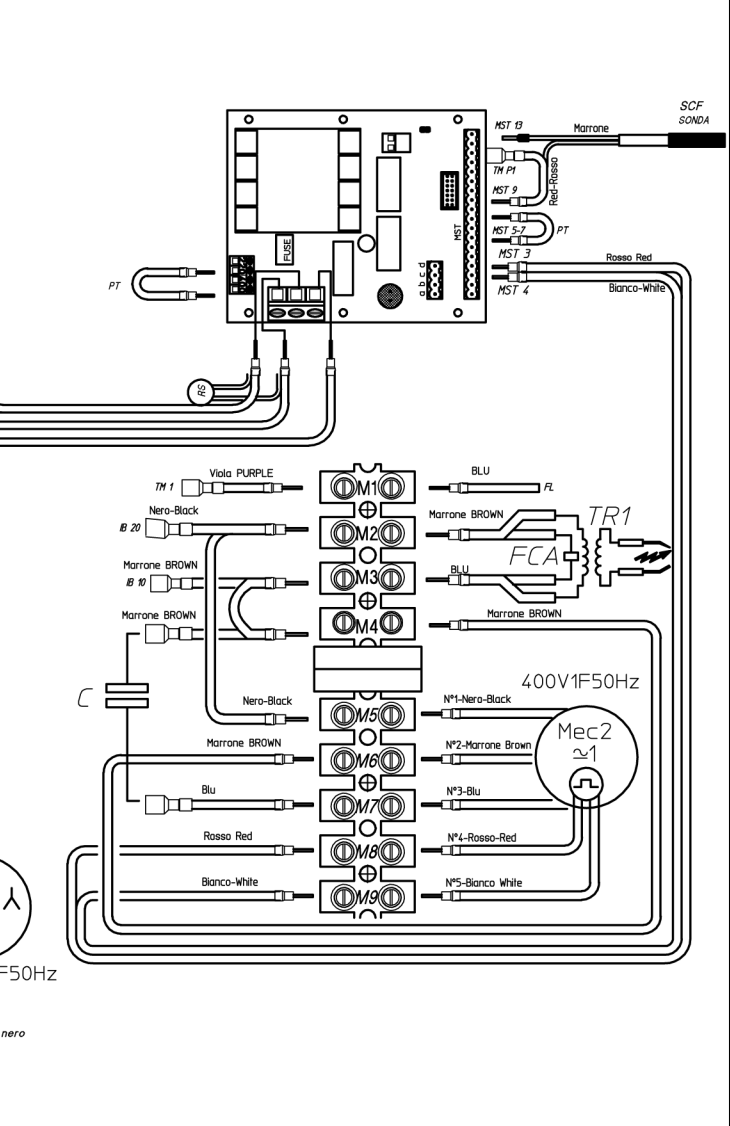 SCF
SONDA
MST 13
Marrone
TM P1
Red-Rosso
MST 9
MST 5-7
PT
MST 3
Rosso Red
MST 4
Bianco-White
FUSE
MST
a b c d
PT
RS
Viola PURPLE
TM 1
M1
BLU
FL
Nero-Black
IB 20
M2
Marrone BROWN
TR1
FCA
Marrone BROWN
IB 10
M3
BLU
Marrone BROWN
M4
Marrone BROWN
C
400V1F50Hz
Nero-Black
M5
N°1-Nero-Black
Mec2
≃1
Marrone BROWN
M6
N°2-Marrone Brown
Blu
M7
N°3-Blu
Rosso Red
M8
N°4-Rosso-Red
Bianco-White
M9
N°5-Bianco White
F50Hz
nero